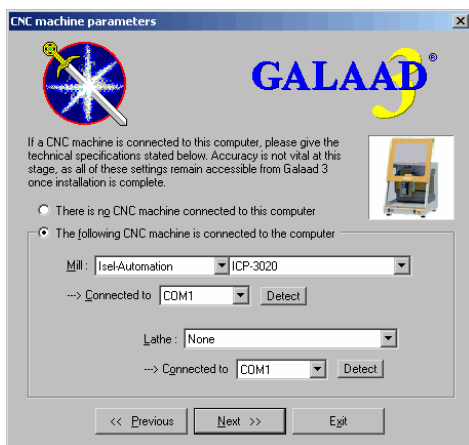 CNC machine parameters
GALAAD 3®
If a CNC machine is connected to this computer, please give the
technical specifications stated below. Accuracy is not vital at this
stage, as all of these settings remain accessible from Galaad 3
once installation is complete.
There is no CNC machine connected to this computer
The following CNC machine is connected to the computer
Mill : Isel-Automation ICP-3020
---> Connected to COM1 Detect
Lathe : None
---> Connected to COM1 Detect
<< Previous Next >> Exit